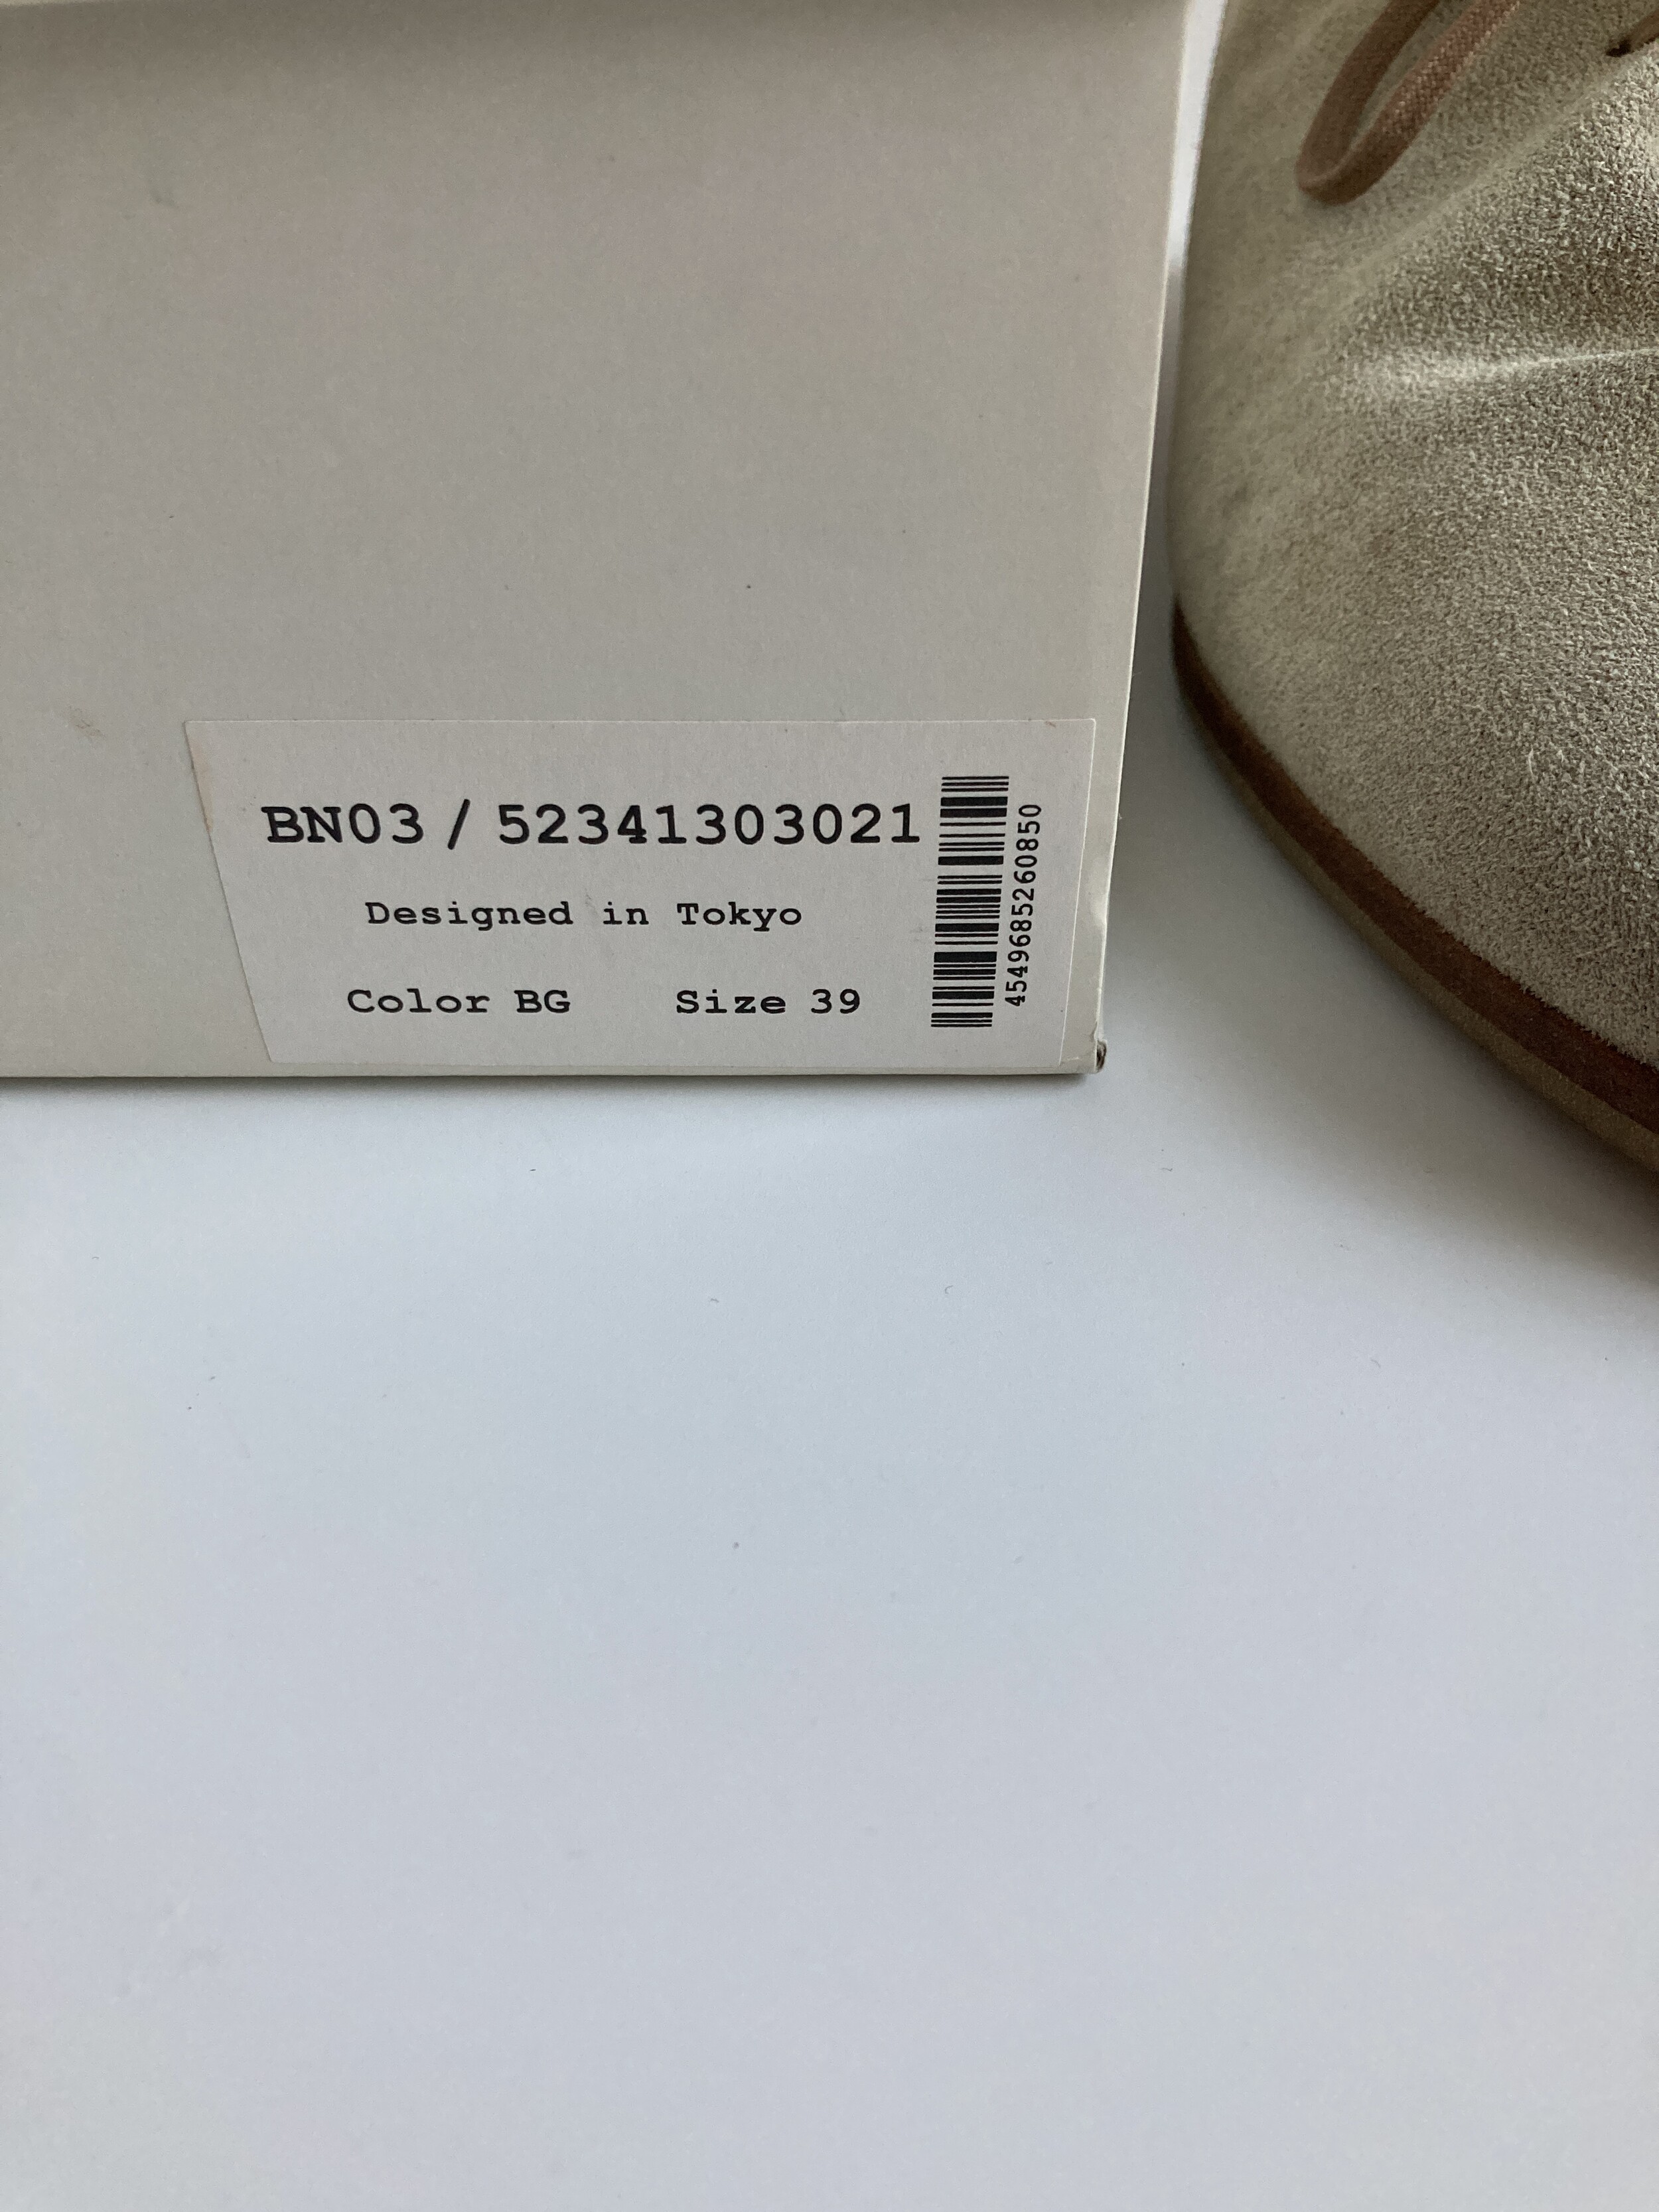 BN03 / 52341303021
Designed in Tokyo
Color BG Size 39
4549685260850